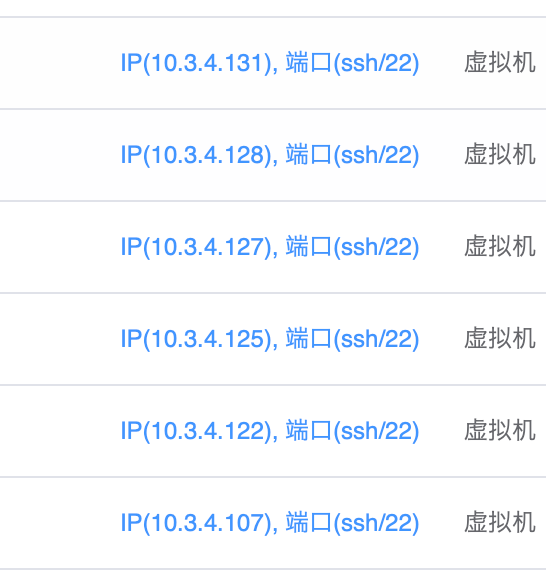 IP(10.3.4.131), 端口(ssh/22) 虚拟机
IP(10.3.4.128), 端口(ssh/22) 虚拟机
IP(10.3.4.127), 端口(ssh/22) 虚拟机
IP(10.3.4.125), 端口(ssh/22) 虚拟机
IP(10.3.4.122), 端口(ssh/22) 虚拟机
IP(10.3.4.107), 端口(ssh/22) 虚拟机